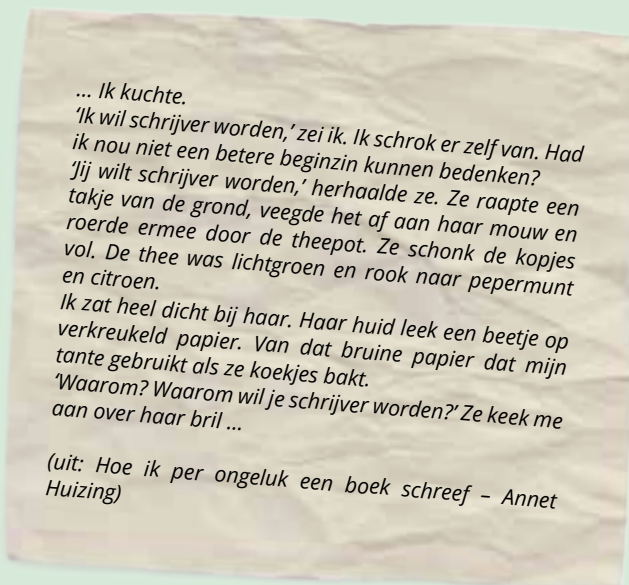 ... Ik kuchte.
‘Ik wil schrijver worden,’ zei ik. Ik schrok er zelf van. Had
ik nou niet een betere beginzin kunnen bedenken?
‘Jij wilt schrijver worden,’ herhaalde ze. Ze raapte een
takje van de grond, veegde het af aan haar mouw en
roerde ermee door de theepot. Ze schonk de kopjes
vol. De thee was lichtgroen en rook naar pepermunt
en citroen.
Ik zat heel dicht bij haar. Haar huid leek een beetje op
verkreukeld papier. Van dat bruine papier dat mijn
tante gebruikt als ze koekjes bakt.
‘Waarom? Waarom wil je schrijver worden?’ Ze keek me
aan over haar bril ...
(uit: Hoe ik per ongeluk een boek schreef – Annet
Huizing)